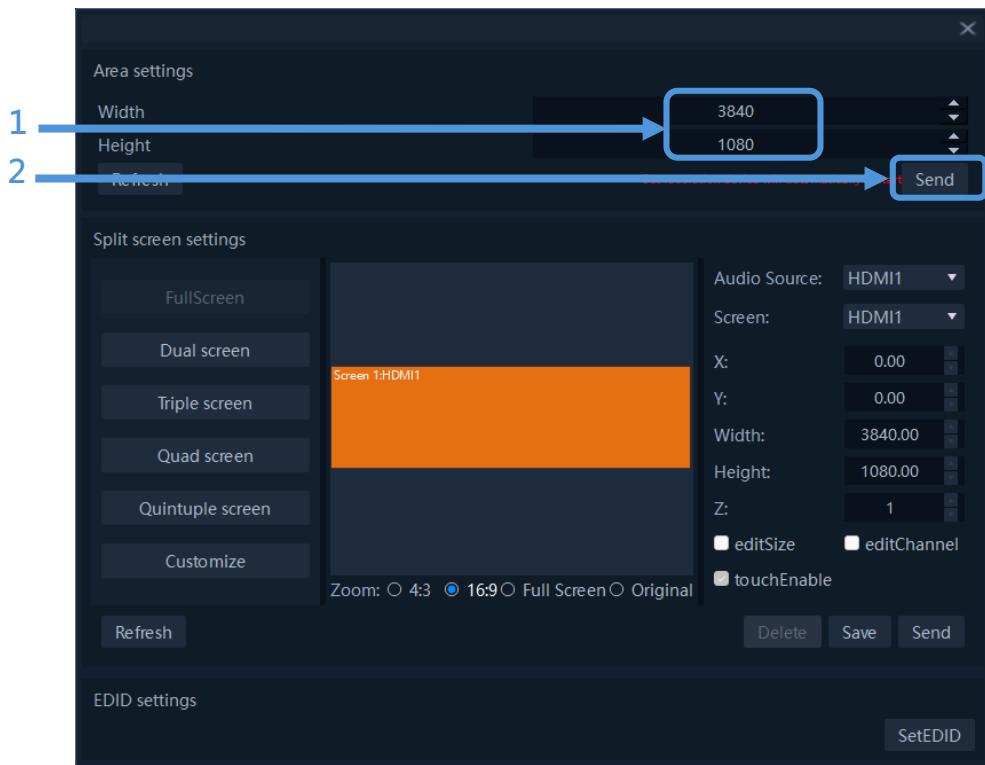 Area settings
1 Width 3840
Height 1080
2 Refresh Send
Split screen settings
FullScreen
Dual screen
Triple screen
Quad screen
Quintuple screen
Customize
Screen 1:HDMI1
Zoom: 4:3 16:9 Full Screen Original
Audio Source: HDMI1
Screen: HDMI1
X: 0.00
Y: 0.00
Width: 3840.00
Height: 1080.00
Z: 1
editSize editChannel
touchEnable
Refresh Delete Save Send
EDID settings
SetEDID